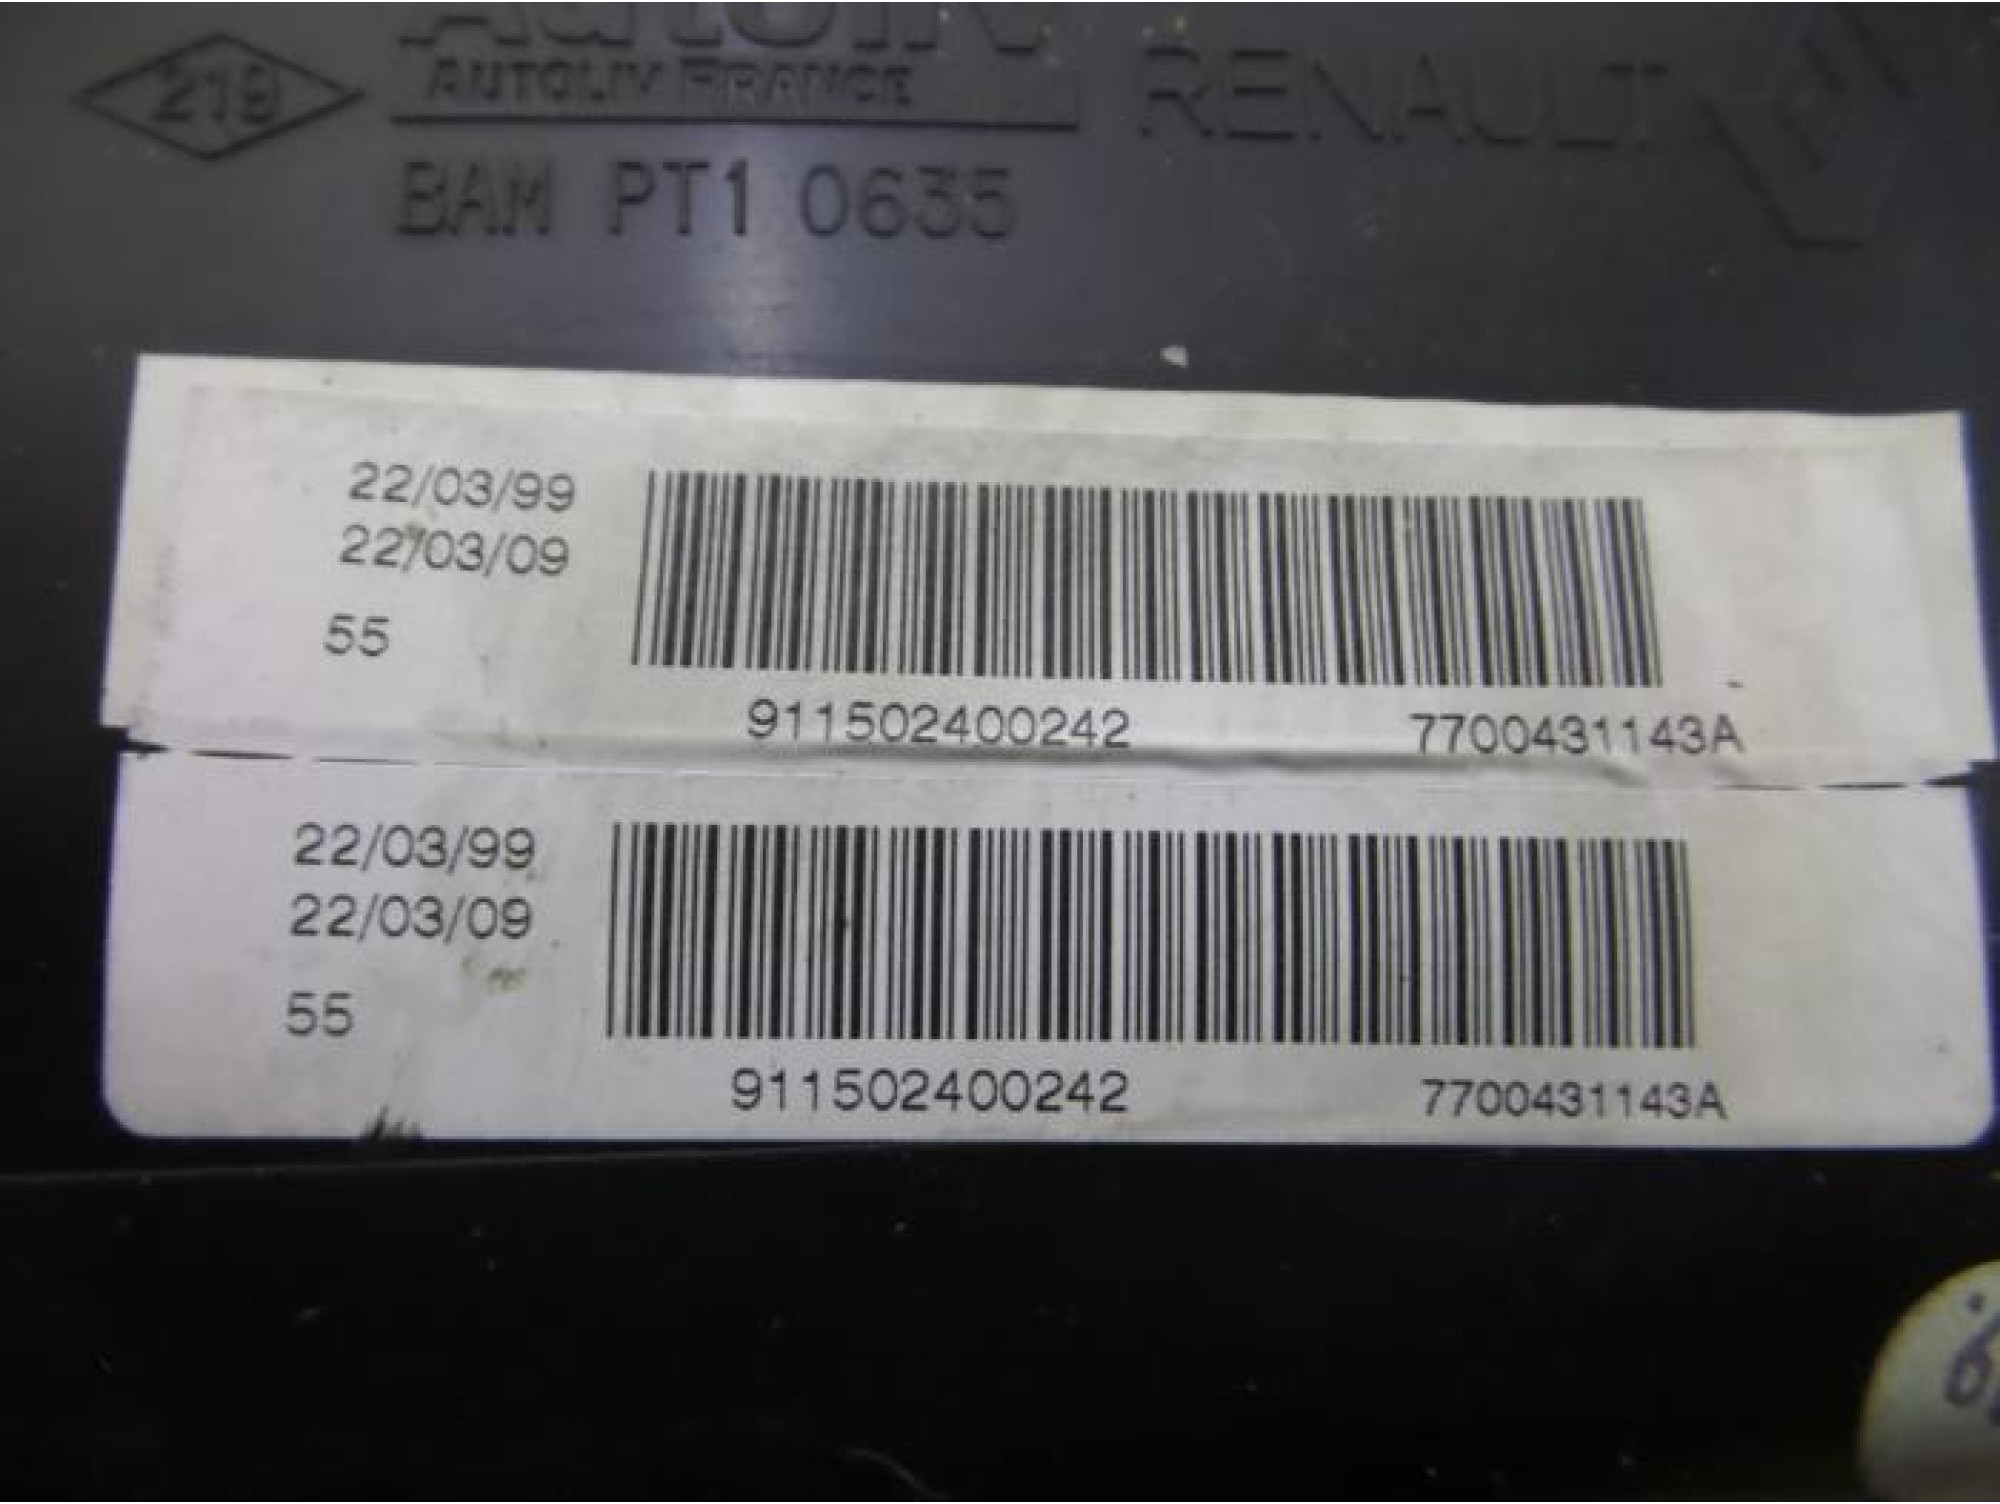 219
Autoliv
AUTOLIV FRANCE
RENAULT
BAM PT1 0635
22/03/99
22/03/09
55
911502400242 7700431143A
22/03/99
22/03/09
55
911502400242 7700431143A